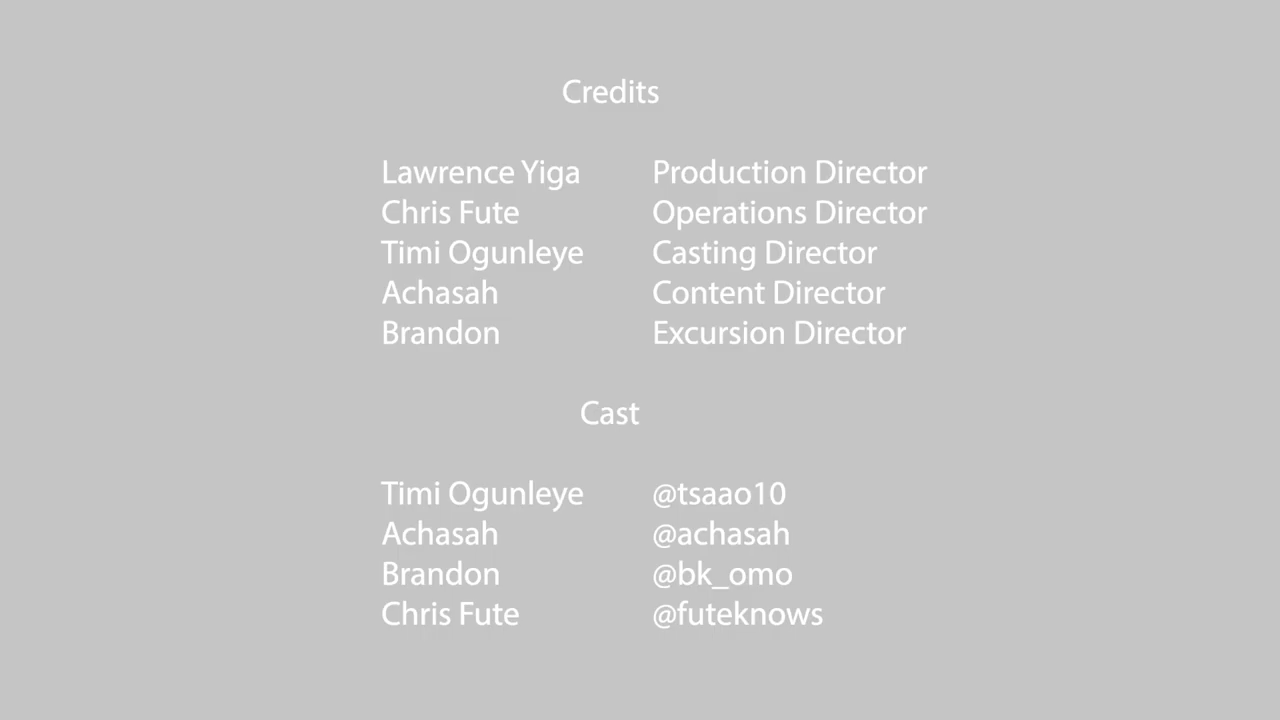 Credits
Lawrence Yiga Production Director
Chris Fute Operations Director
Timi Ogunleye Casting Director
Achasah Content Director
Brandon Excursion Director
Cast
Timi Ogunleye @tsaao10
Achasah @achasah
Brandon @bk_omo
Chris Fute @futeknows